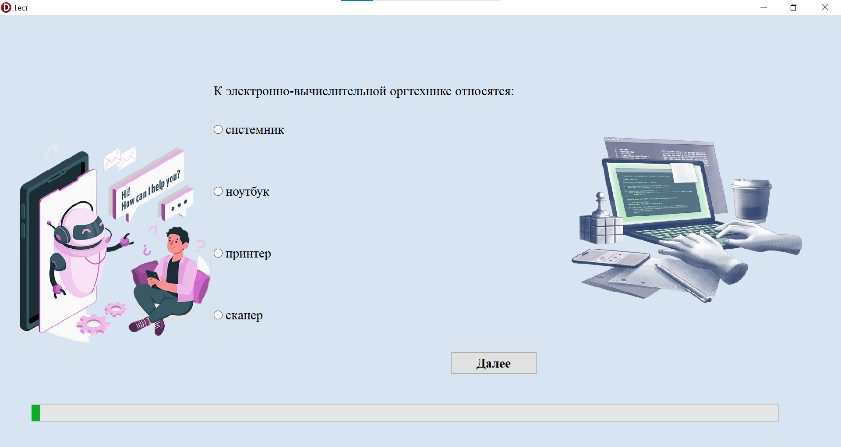 Тест
К электронно-вычислительной оргтехнике относятся:
системник
Hi!
How can I help you?
ноутбук
принтер
сканер
Далее